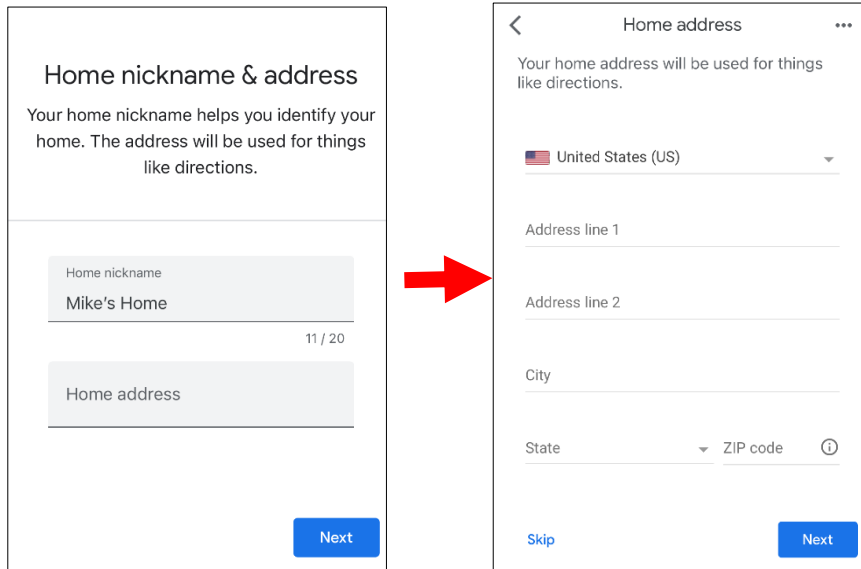 Home nickname & address
Your home nickname helps you identify your
home. The address will be used for things
like directions.
Home nickname
Mike's Home
11 / 20
Home address
Next
Home address
Your home address will be used for things
like directions.
United States (US)
Address line 1
Address line 2
City
State ZIP code
Skip Next